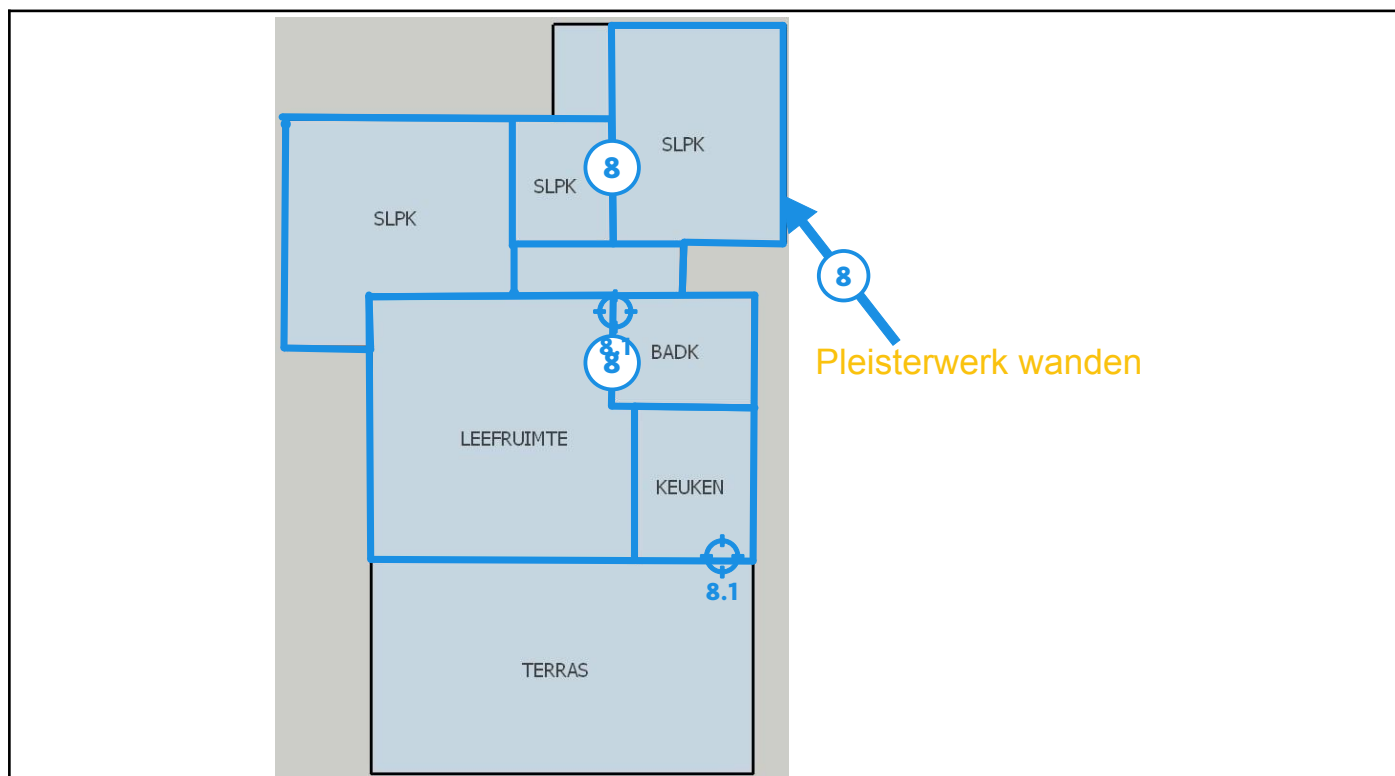 SLPK
8
SLPK
SLPK
8
8.1
8
BADK
Pleisterwerk wanden
LEEFRUIMTE
KEUKEN
8.1
TERRAS